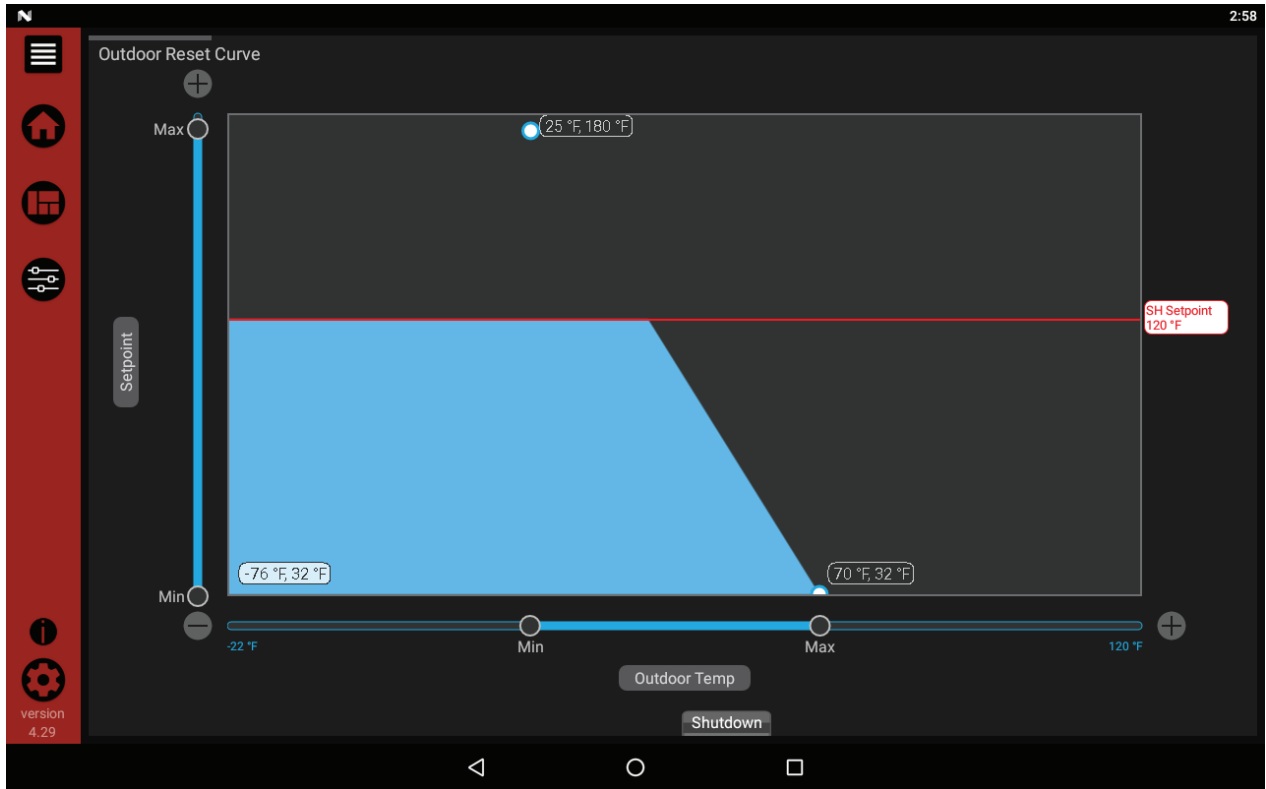 2:58
Outdoor Reset Curve
Max
25 °F, 180 °F
SH Setpoint
120 °F
Setpoint
-76 °F, 32 °F
70 °F, 32 °F
Min
-22 °F
Min
Max
120 °F
Outdoor Temp
Shutdown
version
4.29